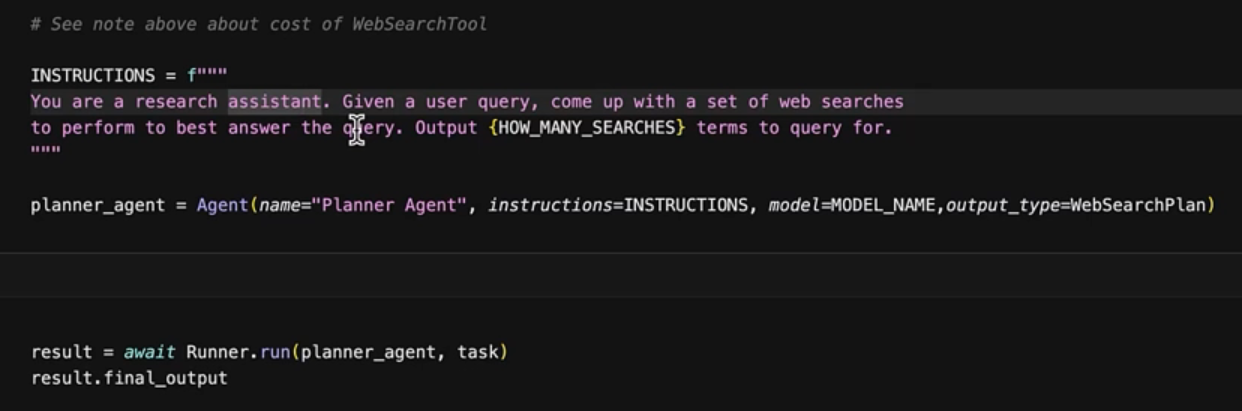 # See note above about cost of WebSearchTool
INSTRUCTIONS = f"""
You are a research assistant. Given a user query, come up with a set of web searches
to perform to best answer the query. Output {HOW_MANY_SEARCHES} terms to query for.
"""
planner_agent = Agent(name="Planner Agent", instructions=INSTRUCTIONS, model=MODEL_NAME,output_type=WebSearchPlan)
result = await Runner.run(planner_agent, task)
result.final_output